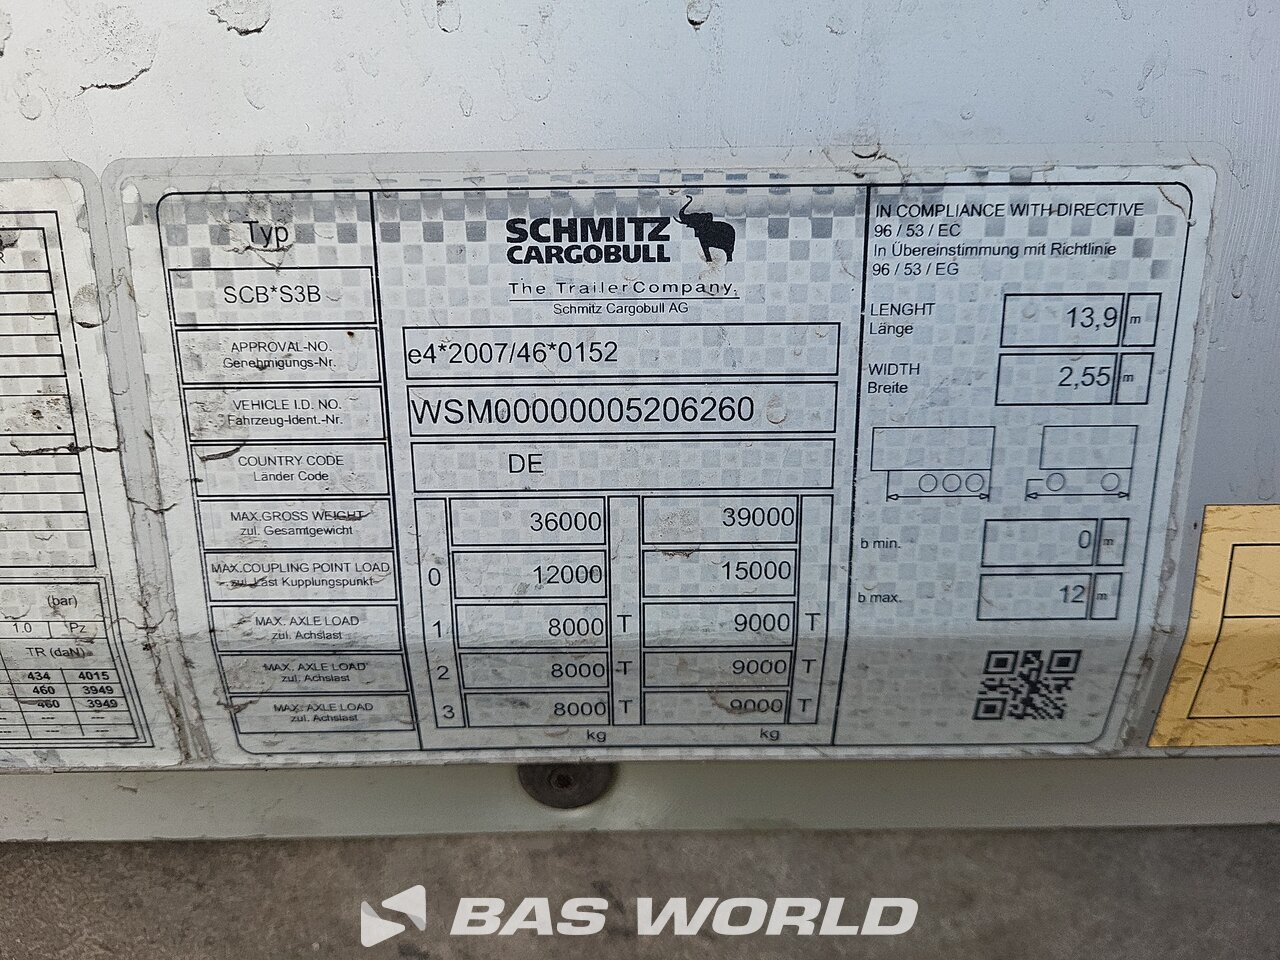 R
(bar)
1.0 Pz
TR (daN)
434 4015
460 3949
460 3949
--- ---
--- ---
Typ
SCB*S3B
SCHMITZ
CARGOBULL
The Trailer Company.
Schmitz Cargobull AG
APPROVAL-NO.
Genehmigungs-Nr.
e4*2007/46*0152
VEHICLE I.D. NO.
Fahrzeug-Ident.-Nr.
WSM00000005206260
COUNTRY CODE
Länder Code
DE
MAX.GROSS WEIGHT
zul. Gesamtgewicht
36000 39000
MAX.COUPLING POINT LOAD
zul. Last Kupplungspunkt
0 12000 15000
MAX. AXLE LOAD
zul. Achslast
1 8000 T 9000 T
MAX. AXLE LOAD
zul. Achslast
2 8000 T 9000 T
MAX. AXLE LOAD
zul. Achslast
3 8000 T 9000 T
kg kg
IN COMPLIANCE WITH DIRECTIVE
96 / 53 / EC
In Übereinstimmung mit Richtlinie
96 / 53 / EG
LENGHT
Länge
13,9 m
WIDTH
Breite
2,55 m
b min. 0 m
b max. 12 m
BAS WORLD